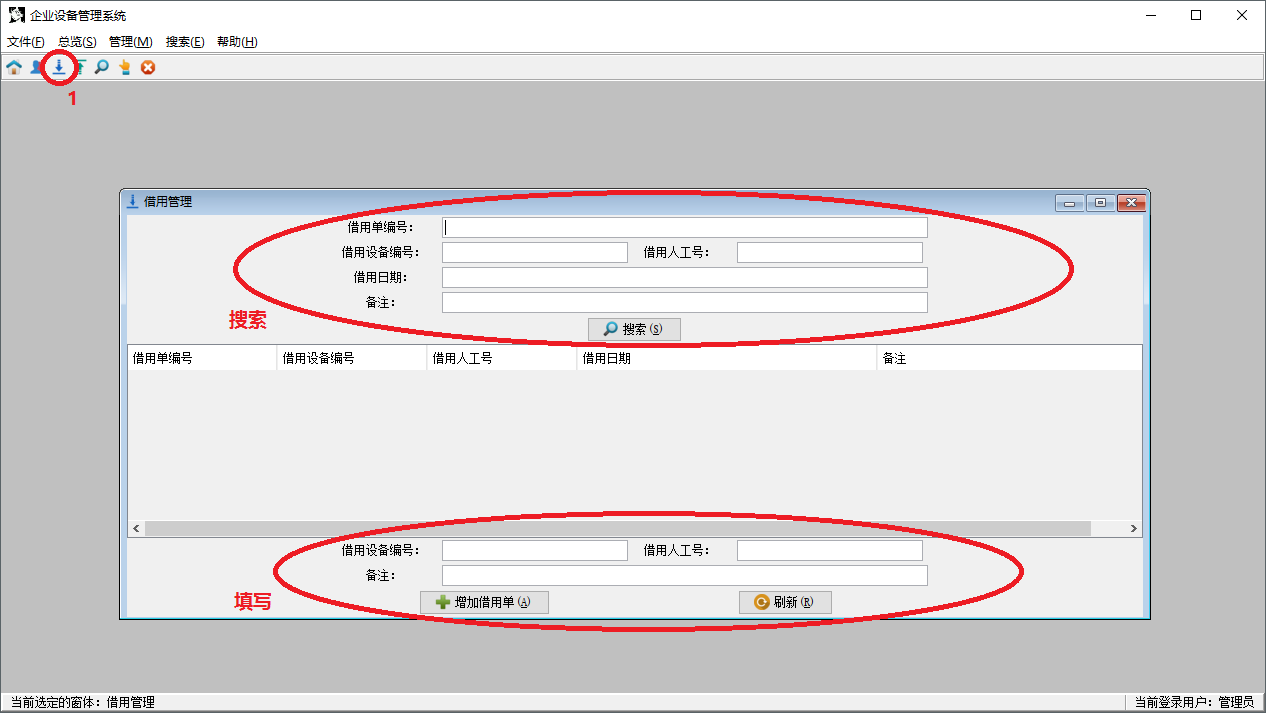 企业设备管理系统
文件(F) 总览(S) 管理(M) 搜索(E) 帮助(H)
1
借用管理
借用单编号：
借用设备编号： 借用人工号：
借用日期：
备注：
搜索
搜索(S)
借用单编号 借用设备编号 借用人工号 借用日期 备注
借用设备编号： 借用人工号：
备注：
填写
增加借用单(A) 刷新(R)
当前选定的窗体：借用管理 当前登录用户：管理员